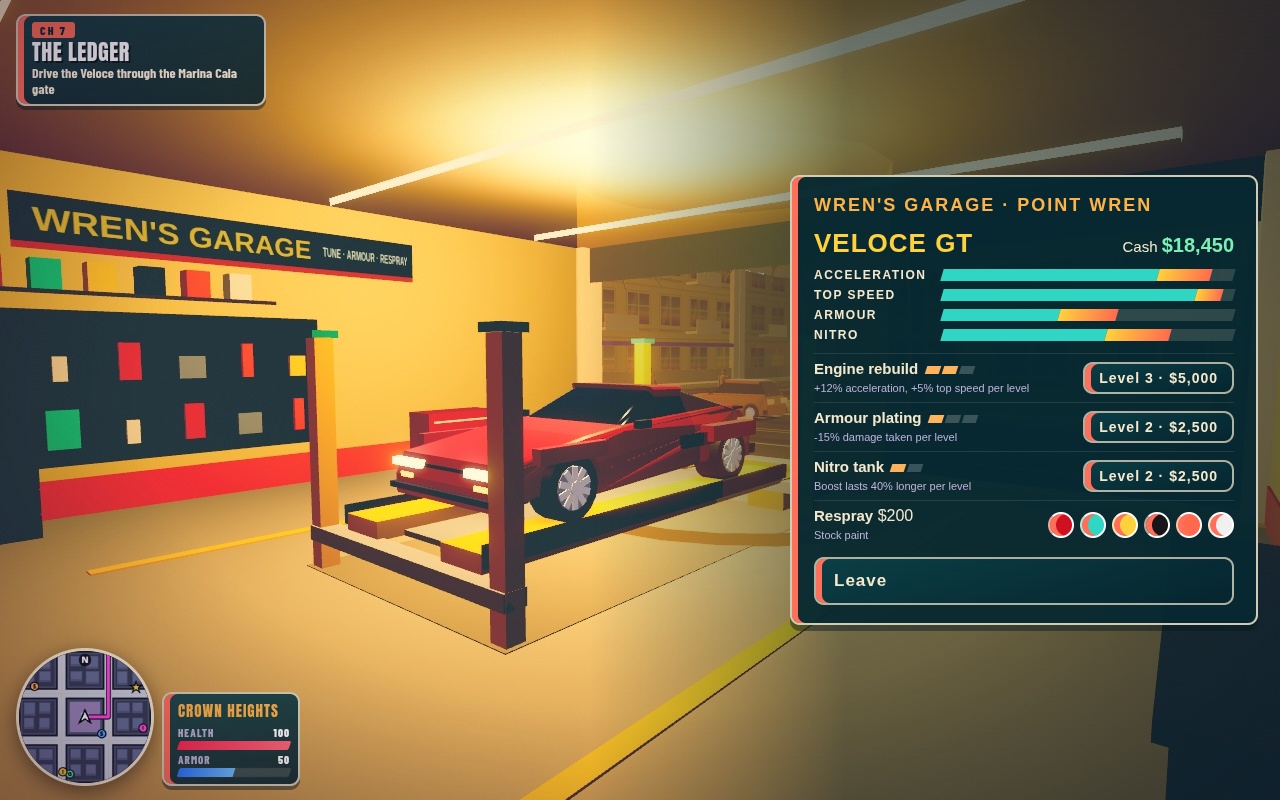 CH 7
THE LEDGER
Drive the Veloce through the Marina Cala
gate
WREN'S GARAGE TUNE · ARMOUR · RESPRAY
WREN'S GARAGE · POINT WREN
VELOCE GT
Cash $18,450
ACCELERATION
TOP SPEED
ARMOUR
NITRO
Engine rebuild
+12% acceleration, +5% top speed per level
Level 3 · $5,000
Armour plating
-15% damage taken per level
Level 2 · $2,500
Nitro tank
Boost lasts 40% longer per level
Level 2 · $2,500
Respray $200
Stock paint
Leave
N
CROWN HEIGHTS
HEALTH 100
ARMOR 50